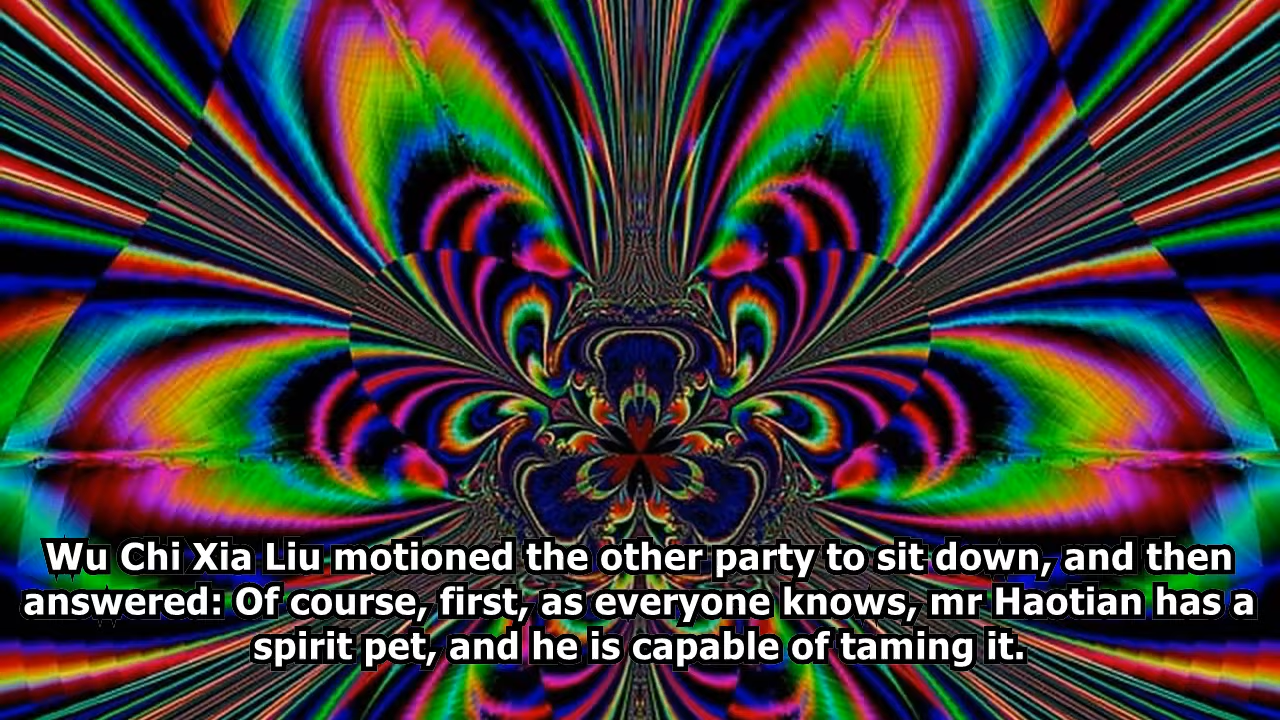 Wu Chi Xia Liu motioned the other party to sit down, and then
answered: Of course, first, as everyone knows, mr Haotian has a
spirit pet, and he is capable of taming it.